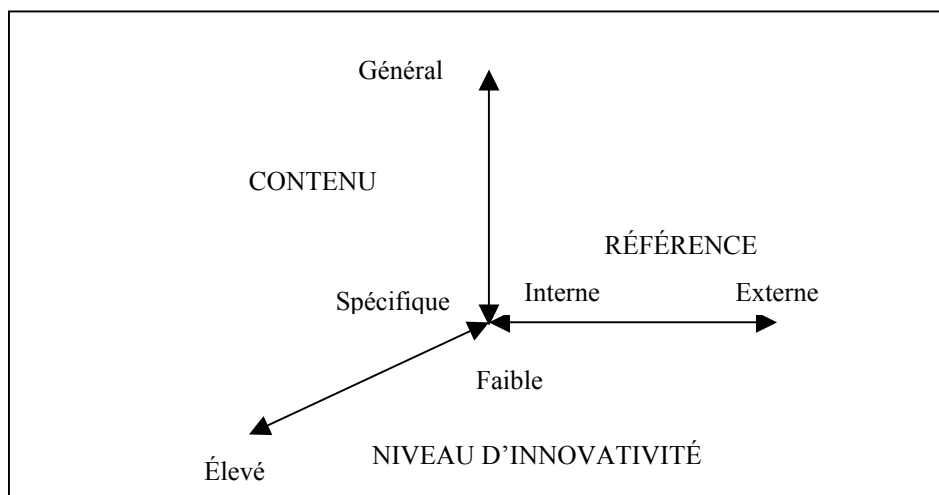 Général
CONTENU
RÉFÉRENCE
Spécifique
Interne
Externe
Faible
Élevé
NIVEAU D'INNOVATIVITÉ